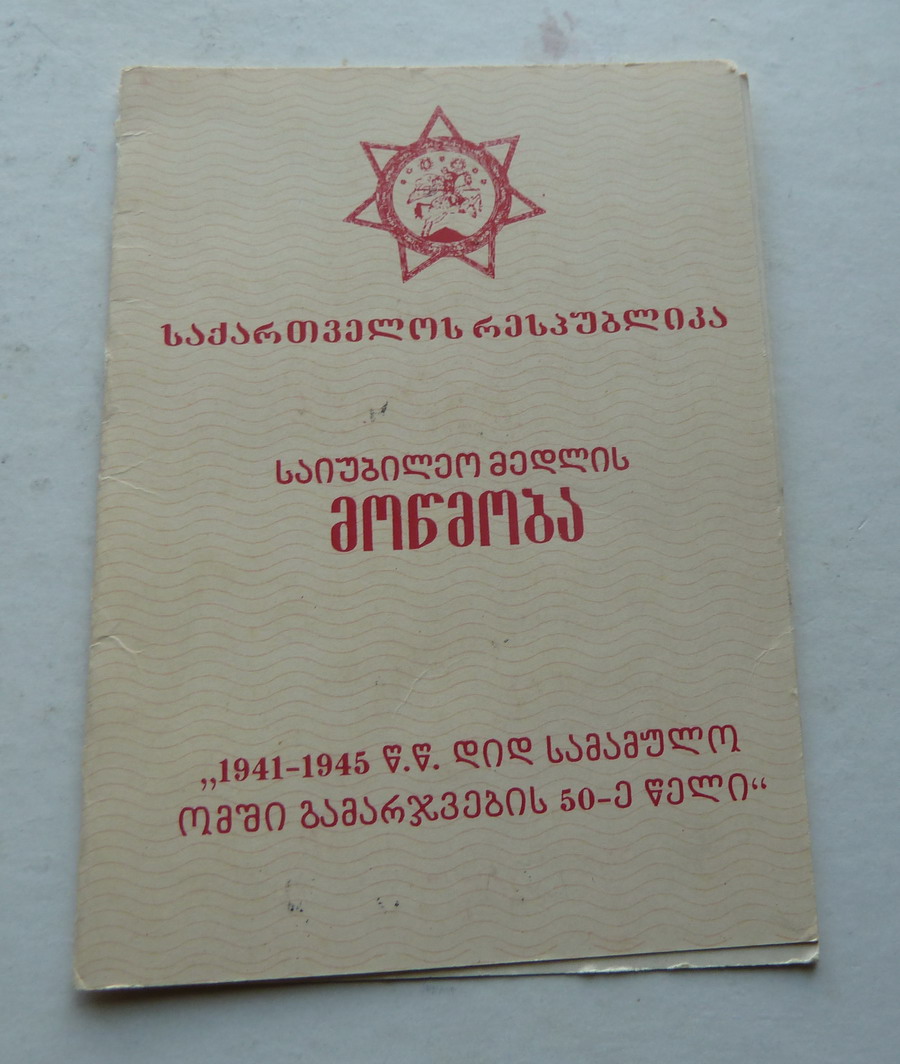 საქართველოს რესპუბლიკა
საიუბილეო მედლის
მოწმობა
„1941-1945 წ.წ. დიდ სამამულო
ომში გამარჯვების 50-ე წელი“